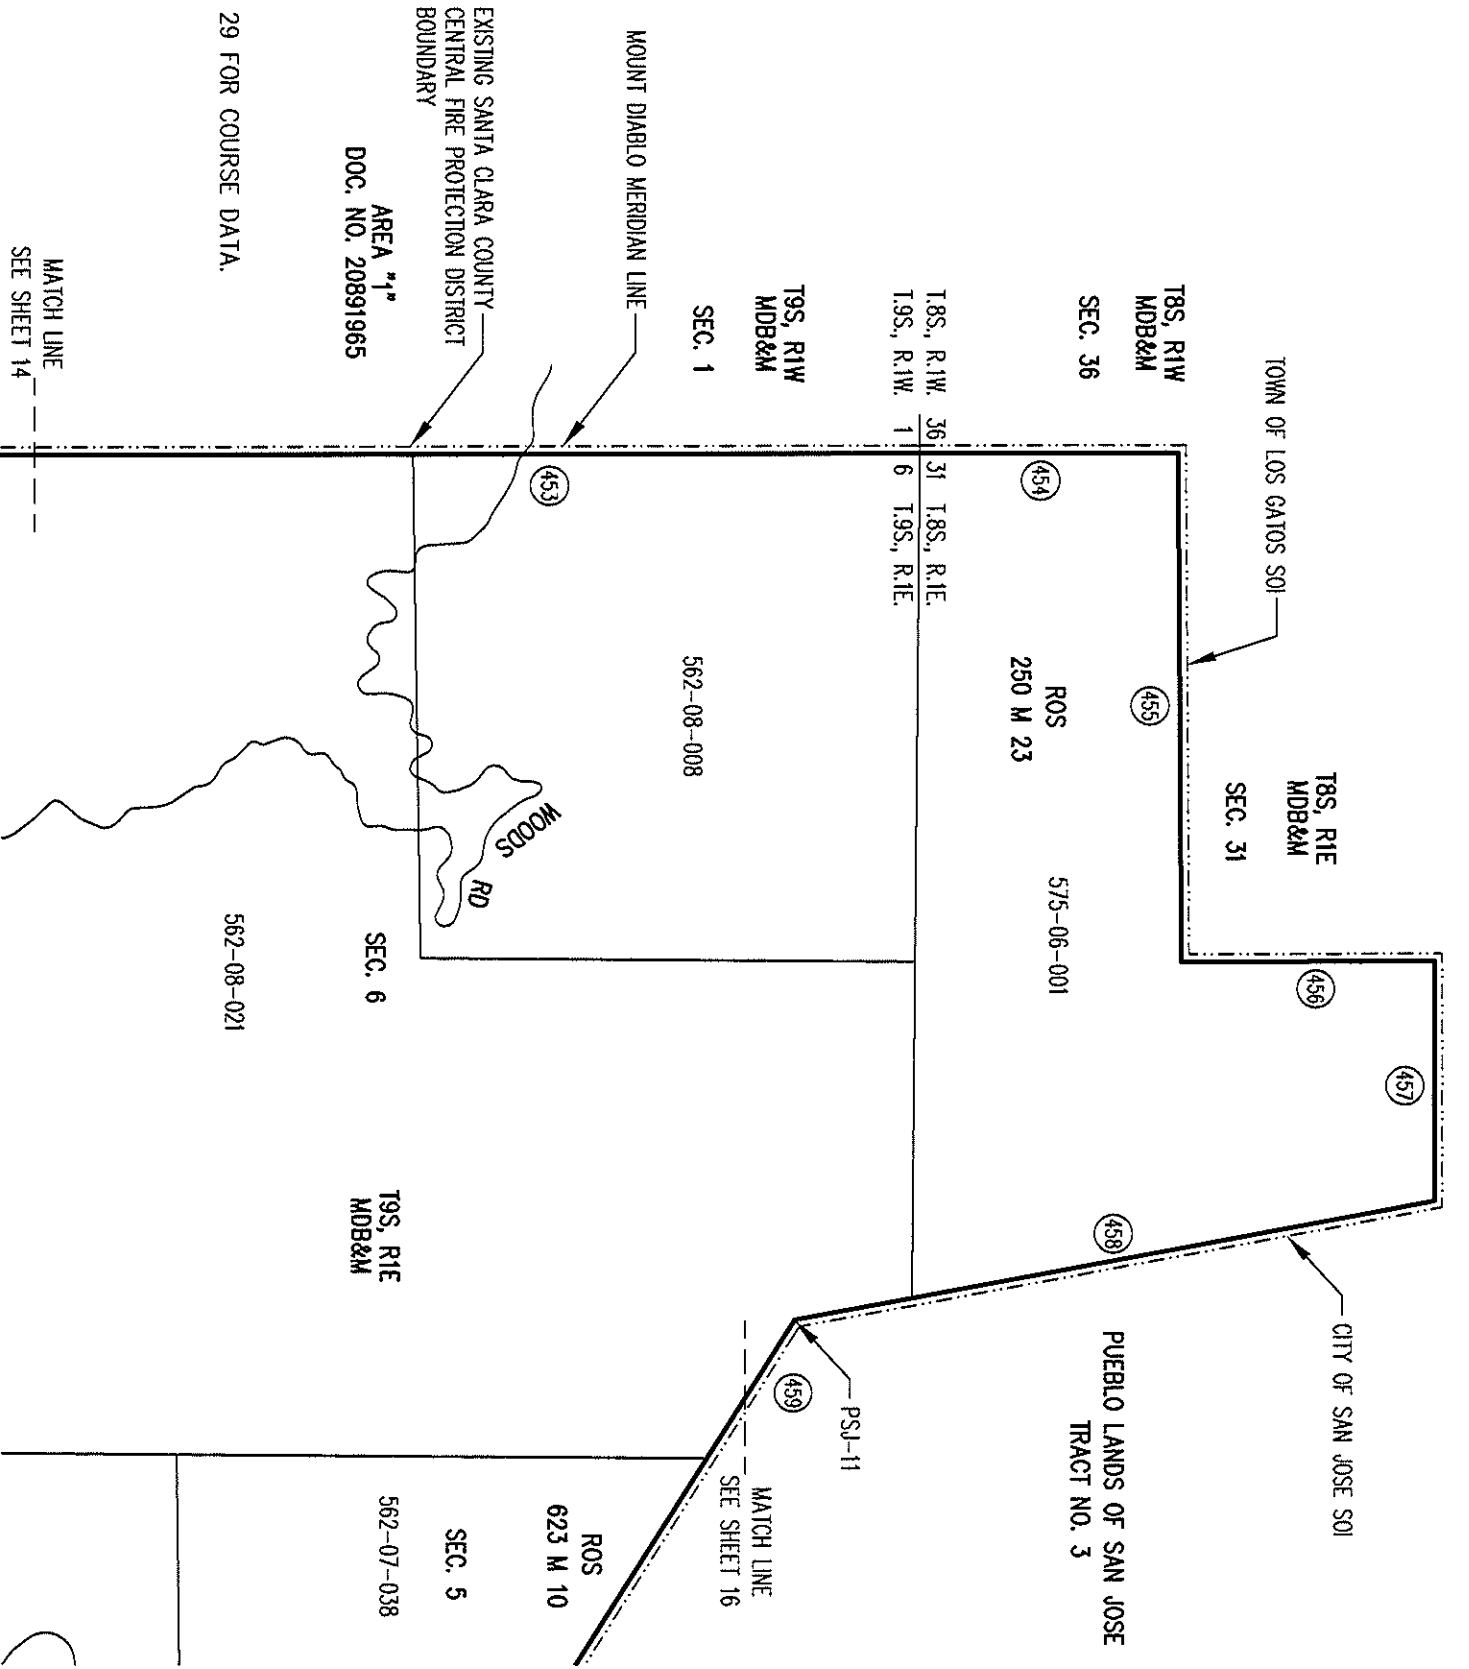 CITY OF SAN JOSE SOI
TOWN OF LOS GATOS SOI
T8S, R1E
MDB&M
SEC. 31
457
456
T8S, R1W
MDB&M
SEC. 36
455
454
458
PUEBLO LANDS OF SAN JOSE
TRACT NO. 3
ROS
250 M 23
575-06-001
T.8S., R.1W. 36 31 T.8S., R.1E.
T.9S., R.1W. 1 6 T.9S., R.1E.
T9S, R1W
MDB&M
SEC. 1
PSJ-11
459
562-08-008
MATCH LINE
SEE SHEET 16
MOUNT DIABLO MERIDIAN LINE
453
WOODS
RD
ROS
623 M 10
EXISTING SANTA CLARA COUNTY
CENTRAL FIRE PROTECTION DISTRICT
BOUNDARY
SEC. 5
AREA "1"
DOC. NO. 20891965
SEC. 6
T9S, R1E
MDB&M
562-07-038
562-08-021
29 FOR COURSE DATA.
MATCH LINE
SEE SHEET 14